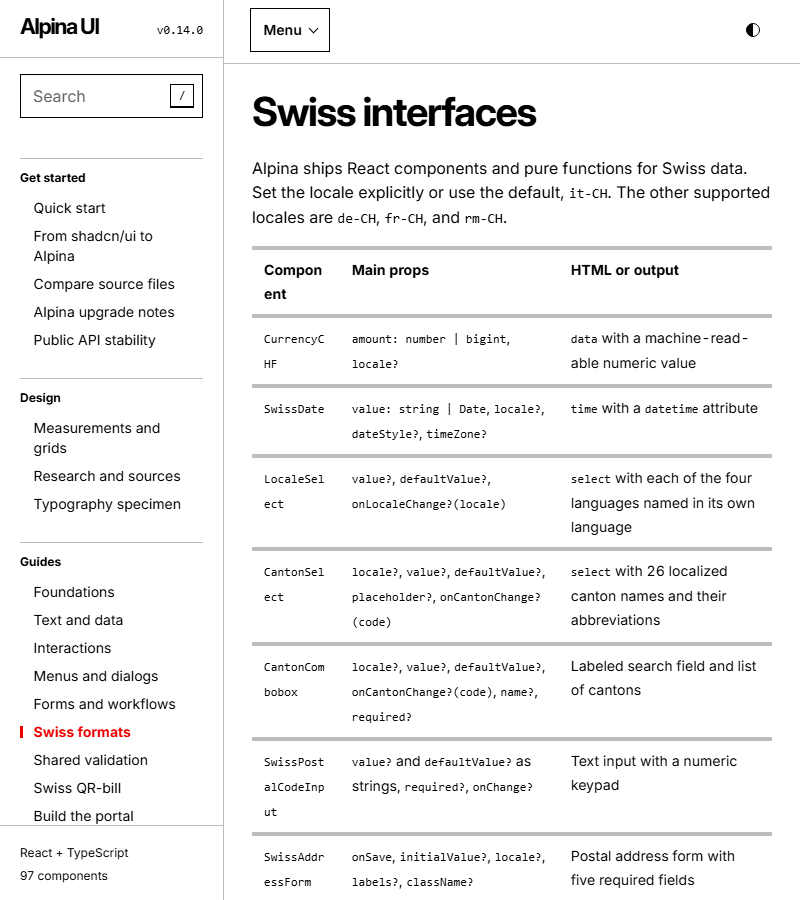 Alpina UI
v0.14.0
Search
/
Get started
Quick start
From shadcn/ui to
Alpina
Compare source files
Alpina upgrade notes
Public API stability
Design
Measurements and
grids
Research and sources
Typography specimen
Guides
Foundations
Text and data
Interactions
Menus and dialogs
Forms and workflows
Swiss formats
Shared validation
Swiss QR-bill
Build the portal
React + TypeScript
97 components
Menu
Swiss interfaces
Alpina ships React components and pure functions for Swiss data.
Set the locale explicitly or use the default, it-CH. The other supported
locales are de-CH, fr-CH, and rm-CH.
Compon
ent
Main props
HTML or output
CurrencyC
HF
amount: number | bigint,
locale?
data with a machine-read-
able numeric value
SwissDate
value: string | Date, locale?,
dateStyle?, timeZone?
time with a datetime attribute
LocaleSel
ect
value?, defaultValue?,
onLocaleChange?(locale)
select with each of the four
languages named in its own
language
CantonSel
ect
locale?, value?, defaultValue?,
placeholder?, onCantonChange?
(code)
select with 26 localized
canton names and their
abbreviations
CantonCom
bobox
locale?, value?, defaultValue?,
onCantonChange?(code), name?,
required?
Labeled search field and list
of cantons
SwissPost
alCodeInp
ut
value? and defaultValue? as
strings, required?, onChange?
Text input with a numeric
keypad
SwissAddr
essForm
onSave, initialValue?, locale?,
labels?, className?
Postal address form with
five required fields